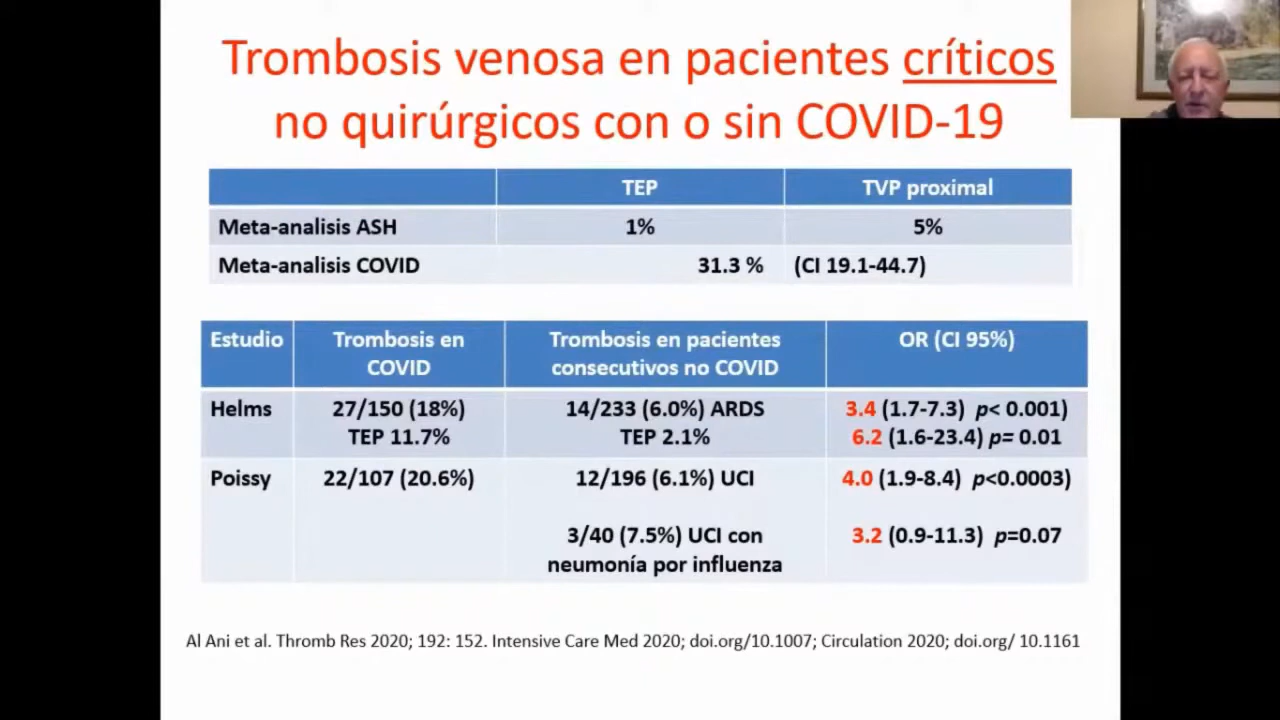 Trombosis venosa en pacientes críticos
no quirúrgicos con o sin COVID-19
TEP TVP proximal
Meta-analisis ASH 1% 5%
Meta-analisis COVID 31.3 % (CI 19.1-44.7)
Estudio Trombosis en COVID Trombosis en pacientes consecutivos no COVID OR (CI 95%)
Helms 27/150 (18%) 14/233 (6.0%) ARDS 3.4 (1.7-7.3) p< 0.001)
TEP 11.7% TEP 2.1% 6.2 (1.6-23.4) p= 0.01
Poissy 22/107 (20.6%) 12/196 (6.1%) UCI 4.0 (1.9-8.4) p<0.0003)
3/40 (7.5%) UCI con 3.2 (0.9-11.3) p=0.07
neumonía por influenza
Al Ani et al. Thromb Res 2020; 192: 152. Intensive Care Med 2020; doi.org/10.1007; Circulation 2020; doi.org/ 10.1161